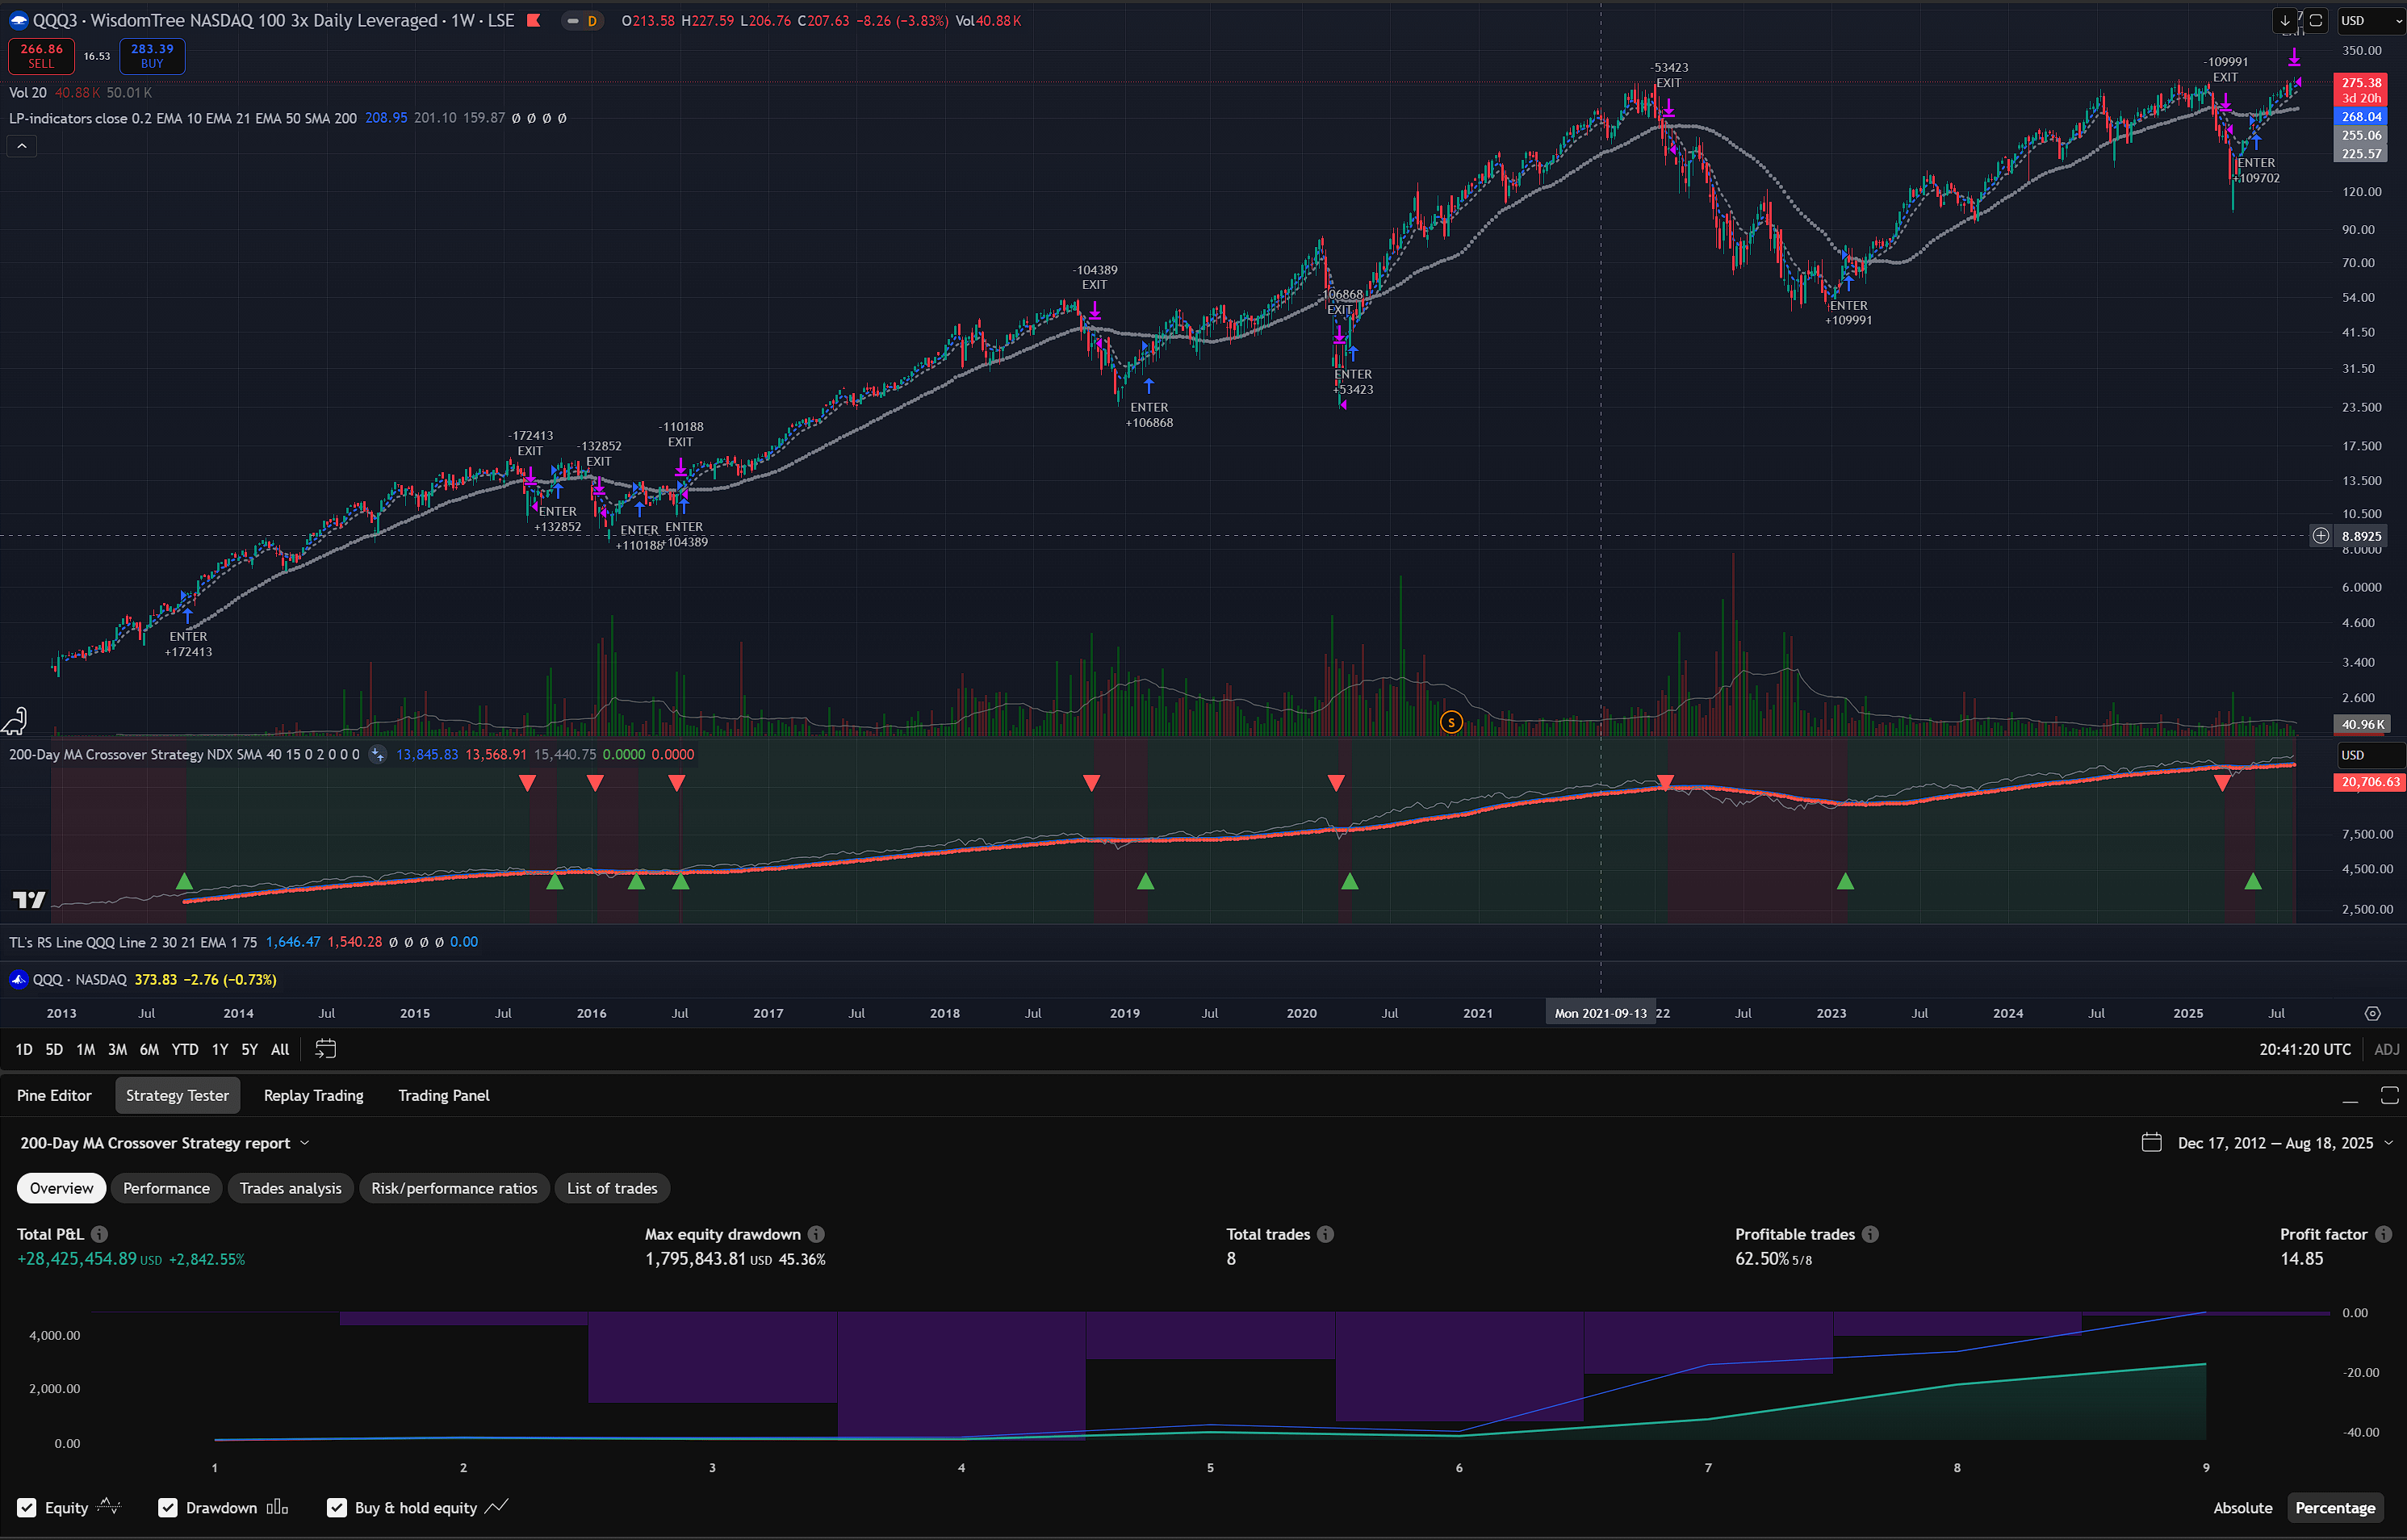 QQQ3 · WisdomTree NASDAQ 100 3x Daily Leveraged · 1W · LSE D O213.58 H227.59 L206.76 C207.63 −8.26 (−3.83%) Vol40.88K
USD
266.86 SELL 16.53 283.39 BUY
Vol 20 40.88K 50.01K
LP-indicators close 0.2 EMA 10 EMA 21 EMA 50 SMA 200 208.95 201.10 159.87 Ø Ø Ø Ø
-172413
EXIT
-132852
EXIT
-110188
EXIT
-104389
EXIT
-106868
EXIT
-53423
EXIT
-109991
EXIT
ENTER
+172413
ENTER
+132852
ENTER
+110188
ENTER
+104389
ENTER
+106868
ENTER
+53423
ENTER
+109991
ENTER
+109702
350.00
275.38
3d 20h
268.04
255.06
225.57
120.00
90.00
70.00
54.00
41.50
31.50
23.500
17.500
13.500
10.500
8.8925
8.0000
6.0000
4.600
3.400
2.600
40.96K
S
200-Day MA Crossover Strategy NDX SMA 40 15 0 2 0 0 0 13,845.83 13,568.91 15,440.75 0.0000 0.0000
USD
20,706.63
7,500.00
4,500.00
2,500.00
TL's RS Line QQQ Line 2 30 21 EMA 1 75 1,646.47 1,540.28 Ø Ø Ø Ø 0.00
QQQ · NASDAQ 373.83 −2.76 (−0.73%)
2013 Jul 2014 Jul 2015 Jul 2016 Jul 2017 Jul 2018 Jul 2019 Jul 2020 Jul 2021 Mon 2021-09-13 22 Jul 2023 Jul 2024 Jul 2025 Jul
1D 5D 1M 3M 6M YTD 1Y 5Y All 20:41:20 UTC ADJ
Pine Editor Strategy Tester Replay Trading Trading Panel
200-Day MA Crossover Strategy report Dec 17, 2012 — Aug 18, 2025
Overview Performance Trades analysis Risk/performance ratios List of trades
Total P&L Max equity drawdown Total trades Profitable trades Profit factor
+28,425,454.89 USD +2,842.55% 1,795,843.81 USD 45.36% 8 62.50% 5/8 14.85
4,000.00
2,000.00
0.00
0.00
-20.00
-40.00
1 2 3 4 5 6 7 8 9
Equity Drawdown Buy & hold equity Absolute Percentage